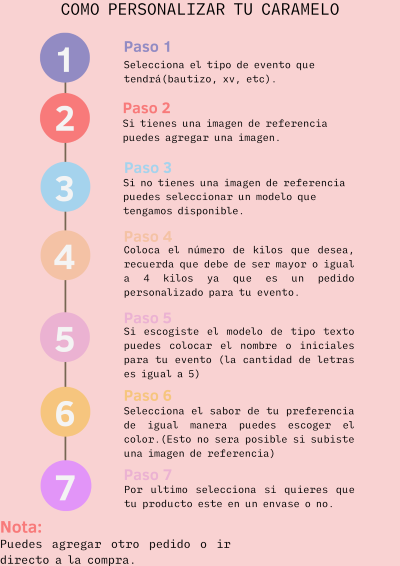 COMO PERSONALIZAR TU CARAMELO
1
Paso 1
Selecciona el tipo de evento que
tendrá(bautizo, xv, etc).
2
Paso 2
Si tienes una imagen de referencia
puedes agregar una imagen.
3
Paso 3
Si no tienes una imagen de referencia
puedes seleccionar un modelo que
tengamos disponible.
4
Paso 4
Coloca el número de kilos que desea,
recuerda que debe de ser mayor o igual
a 4 kilos ya que es un pedido
personalizado para tu evento.
5
Paso 5
Si escogiste el modelo de tipo texto
puedes colocar el nombre o iniciales
para tu evento (la cantidad de letras
es igual a 5)
6
Paso 6
Selecciona el sabor de tu preferencia
de igual manera puedes escoger el
color.(Esto no sera posible si subiste
una imagen de referencia)
7
Paso 7
Por ultimo selecciona si quieres que
tu producto este en un envase o no.
Nota:
Puedes agregar otro pedido o ir
directo a la compra.